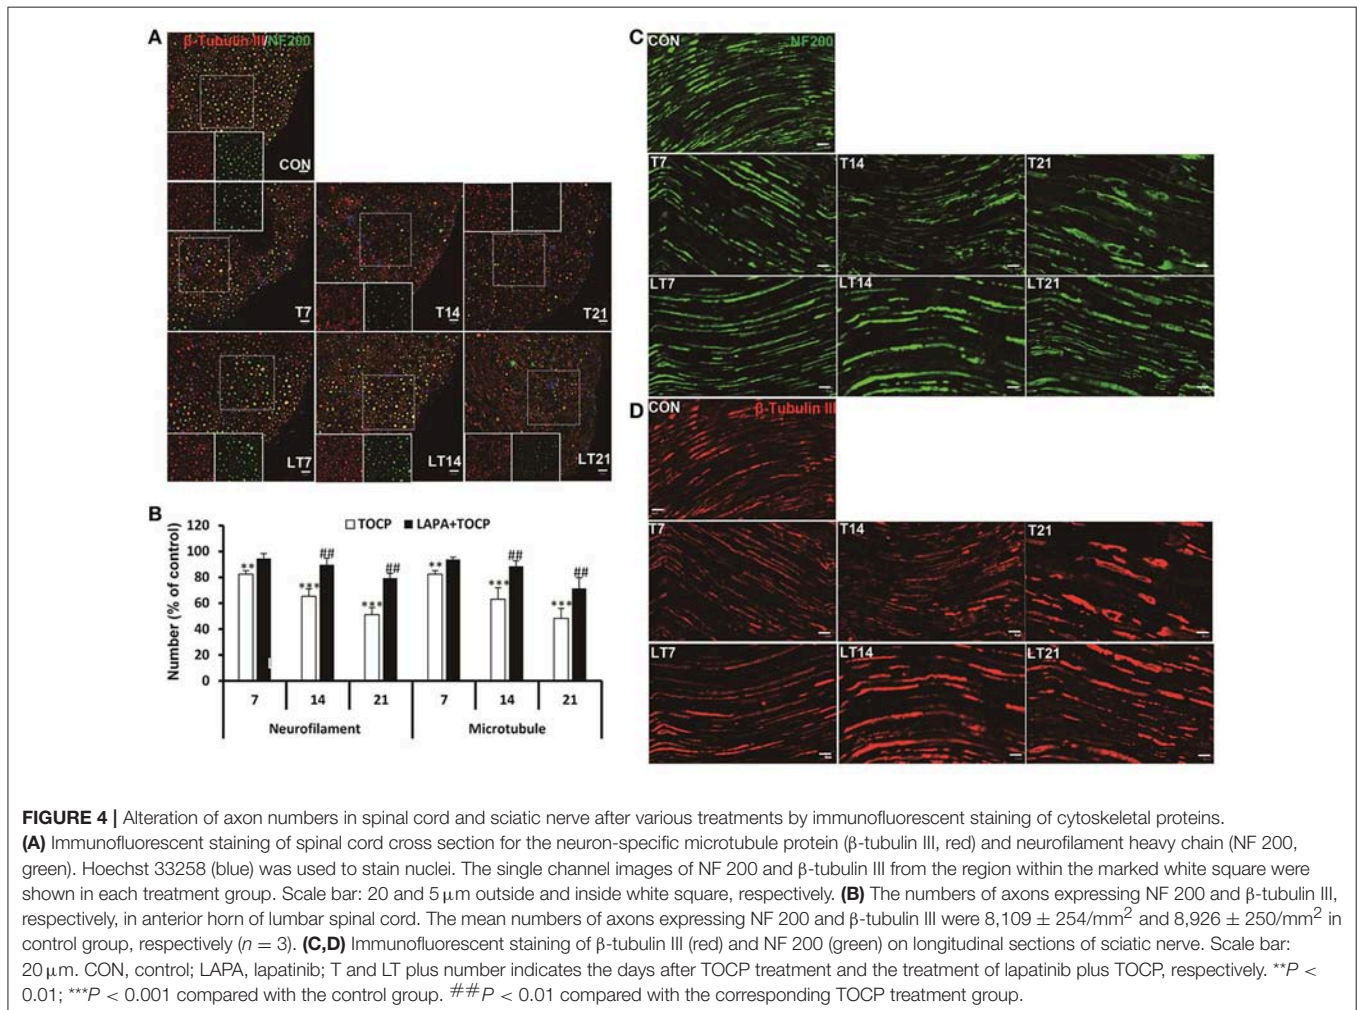 A
β-Tubulin III/NF200
CON
T7
T14
T21
LT7
LT14
LT21
B
Number (% of control)
120
100
80
60
40
20
0
TOCP
LAPA+TOCP
**
***
##
***
##
**
***
##
***
##
7
14
21
7
14
21
Neurofilament
Microtubule
C
CON
NF200
T7
T14
T21
LT7
LT14
LT21
D
CON
β-Tubulin III
T7
T14
T21
LT7
LT14
LT21
FIGURE 4 | Alteration of axon numbers in spinal cord and sciatic nerve after various treatments by immunofluorescent staining of cytoskeletal proteins.
(A) Immunofluorescent staining of spinal cord cross section for the neuron-specific microtubule protein (β-tubulin III, red) and neurofilament heavy chain (NF 200,
green). Hoechst 33258 (blue) was used to stain nuclei. The single channel images of NF 200 and β-tubulin III from the region within the marked white square were
shown in each treatment group. Scale bar: 20 and 5 μm outside and inside white square, respectively. (B) The numbers of axons expressing NF 200 and β-tubulin III,
respectively, in anterior horn of lumbar spinal cord. The mean numbers of axons expressing NF 200 and β-tubulin III were 8,109 ± 254/mm² and 8,926 ± 250/mm² in
control group, respectively (n = 3). (C,D) Immunofluorescent staining of β-tubulin III (red) and NF 200 (green) on longitudinal sections of sciatic nerve. Scale bar:
20 μm. CON, control; LAPA, lapatinib; T and LT plus number indicates the days after TOCP treatment and the treatment of lapatinib plus TOCP, respectively. **P <
0.01; ***P < 0.001 compared with the control group. ##P < 0.01 compared with the corresponding TOCP treatment group.